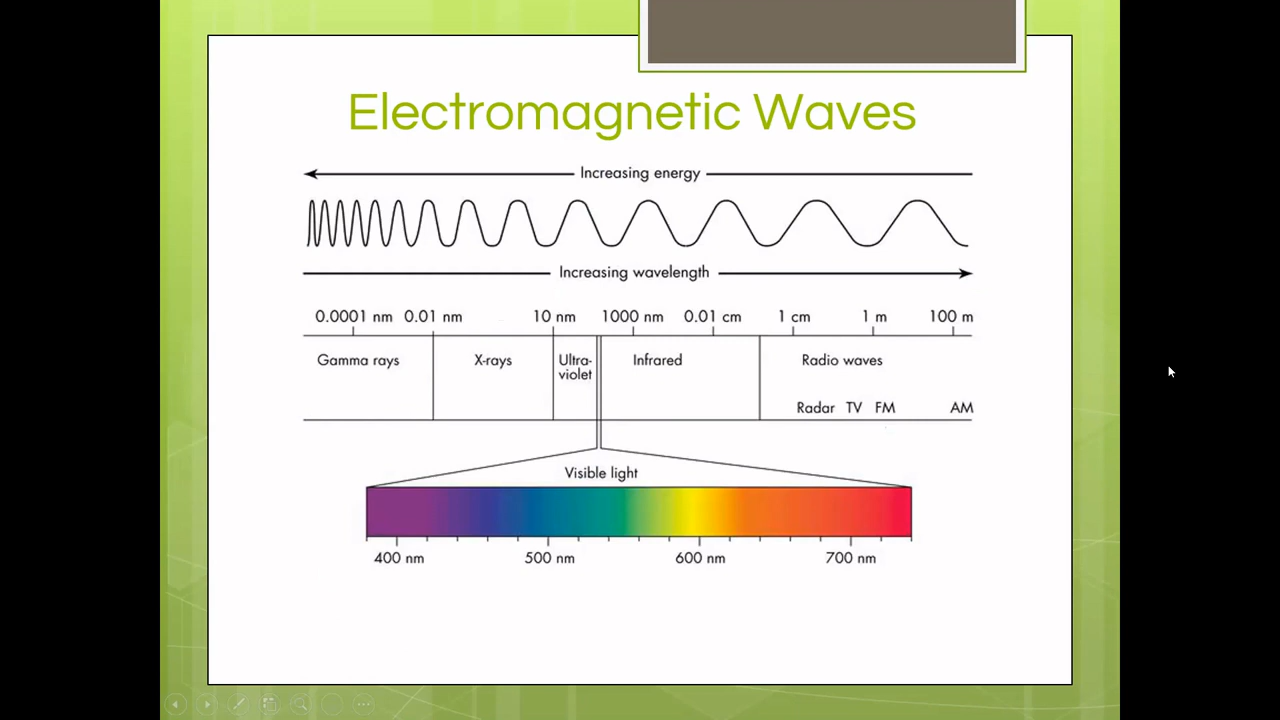 Electromagnetic Waves
Increasing energy
Increasing wavelength
0.0001 nm 0.01 nm 10 nm 1000 nm 0.01 cm 1 cm 1 m 100 m
Gamma rays X-rays Ultra-
violet Infrared Radio waves
Radar TV FM AM
Visible light
400 nm 500 nm 600 nm 700 nm